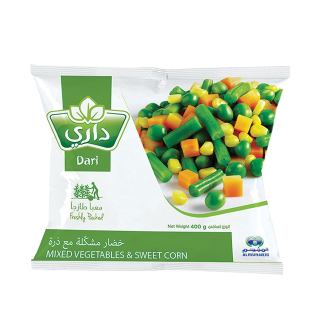 داري
Dari
معبأ طازجا
Freshly Packed
Net Weight 400 g الوزن الصافي
خضار مشكلة مع ذرة
MIXED VEGETABLES & SWEET CORN